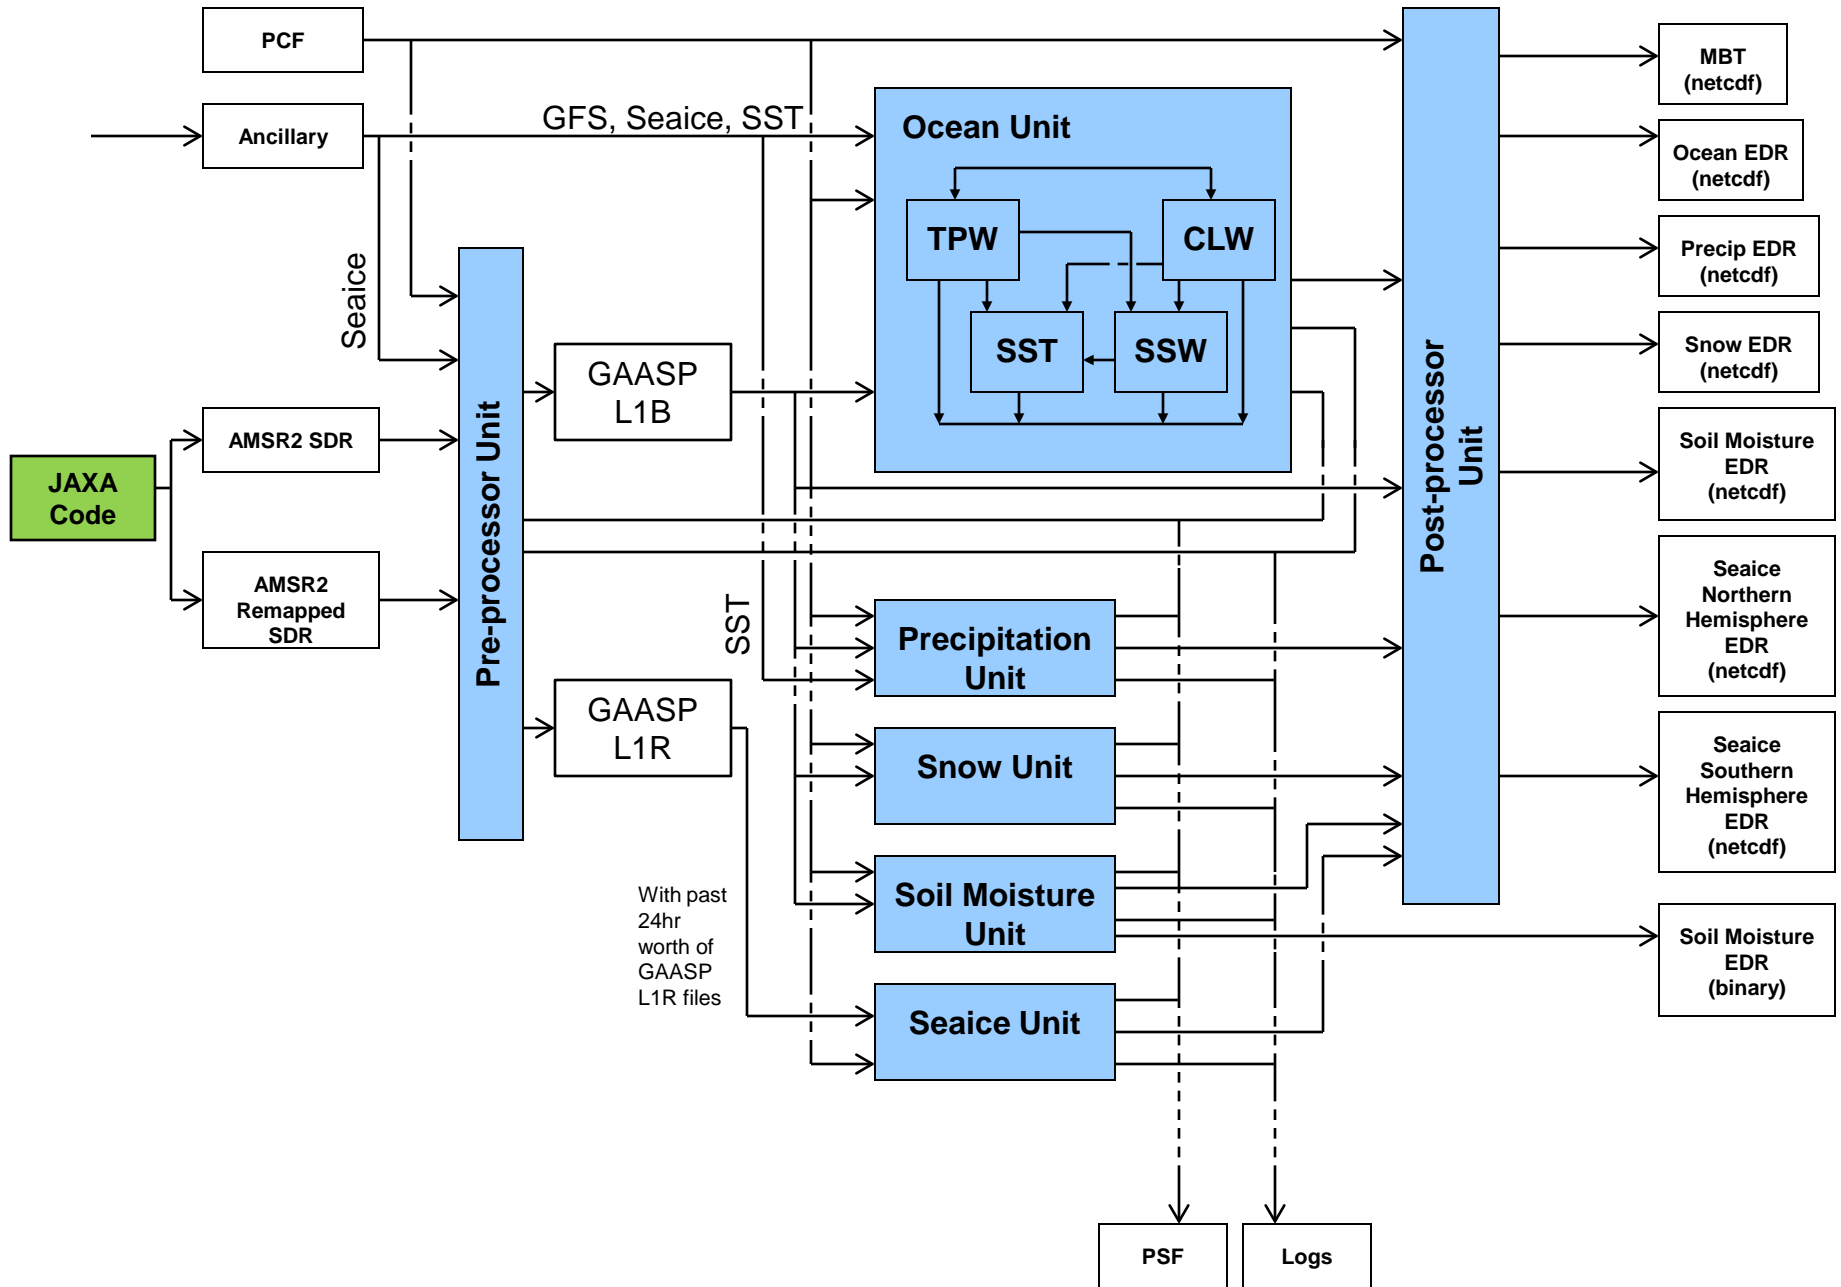 PCF
Ancillary
GFS, Seaice, SST
Seaice
JAXA
Code
AMSR2 SDR
AMSR2
Remapped
SDR
Pre-processor Unit
GAASP
L1B
GAASP
L1R
SST
With past
24hr
worth of
GAASP
L1R files
Ocean Unit
TPW
CLW
SST
SSW
Precipitation
Unit
Snow Unit
Soil Moisture
Unit
Seaice Unit
Post-processor
Unit
MBT
(netcdf)
Ocean EDR
(netcdf)
Precip EDR
(netcdf)
Snow EDR
(netcdf)
Soil Moisture
EDR
(netcdf)
Seaice
Northern
Hemisphere
EDR
(netcdf)
Seaice
Southern
Hemisphere
EDR
(netcdf)
Soil Moisture
EDR
(binary)
PSF
Logs